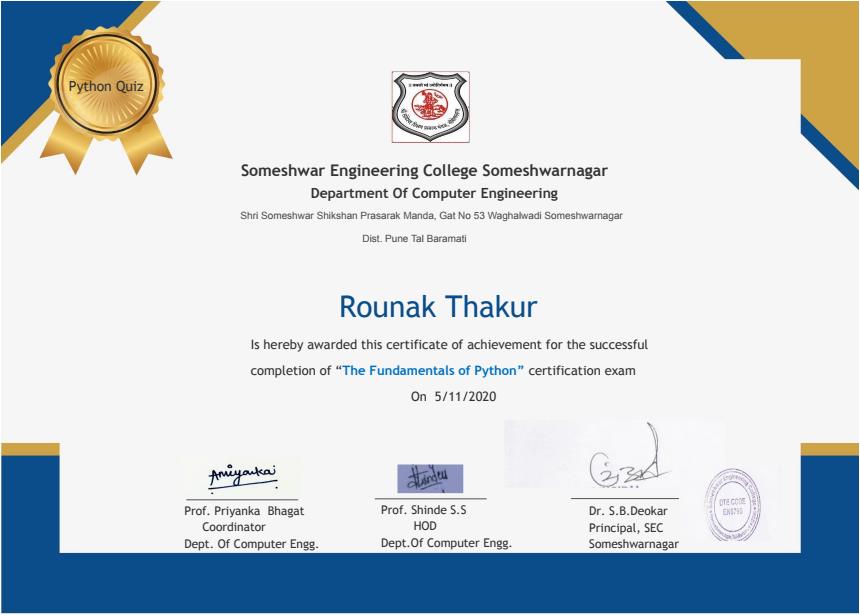 Python Quiz
Someshwar Engineering College Someshwarnagar
Department Of Computer Engineering
Shri Someshwar Shikshan Prasarak Manda, Gat No 53 Waghalwadi Someshwarnagar
Dist. Pune Tal Baramati
Rounak Thakur
Is hereby awarded this certificate of achievement for the successful
completion of “The Fundamentals of Python” certification exam
On 5/11/2020
Prof. Priyanka Bhagat
Coordinator
Dept. Of Computer Engg.
Prof. Shinde S.S
HOD
Dept.Of Computer Engg.
Dr. S.B.Deokar
Principal, SEC
Someshwarnagar
DTE CODE